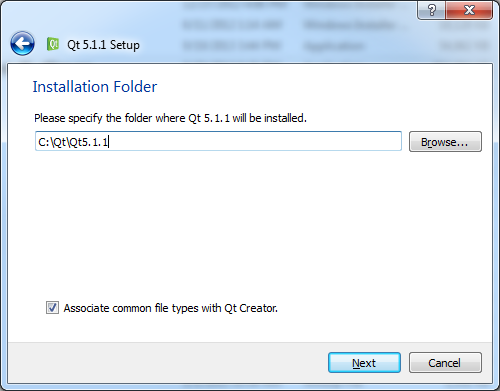 Qt 5.1.1 Setup
Installation Folder
Please specify the folder where Qt 5.1.1 will be installed.
C:\Qt\Qt5.1.1
Browse...
Associate common file types with Qt Creator.
Next
Cancel